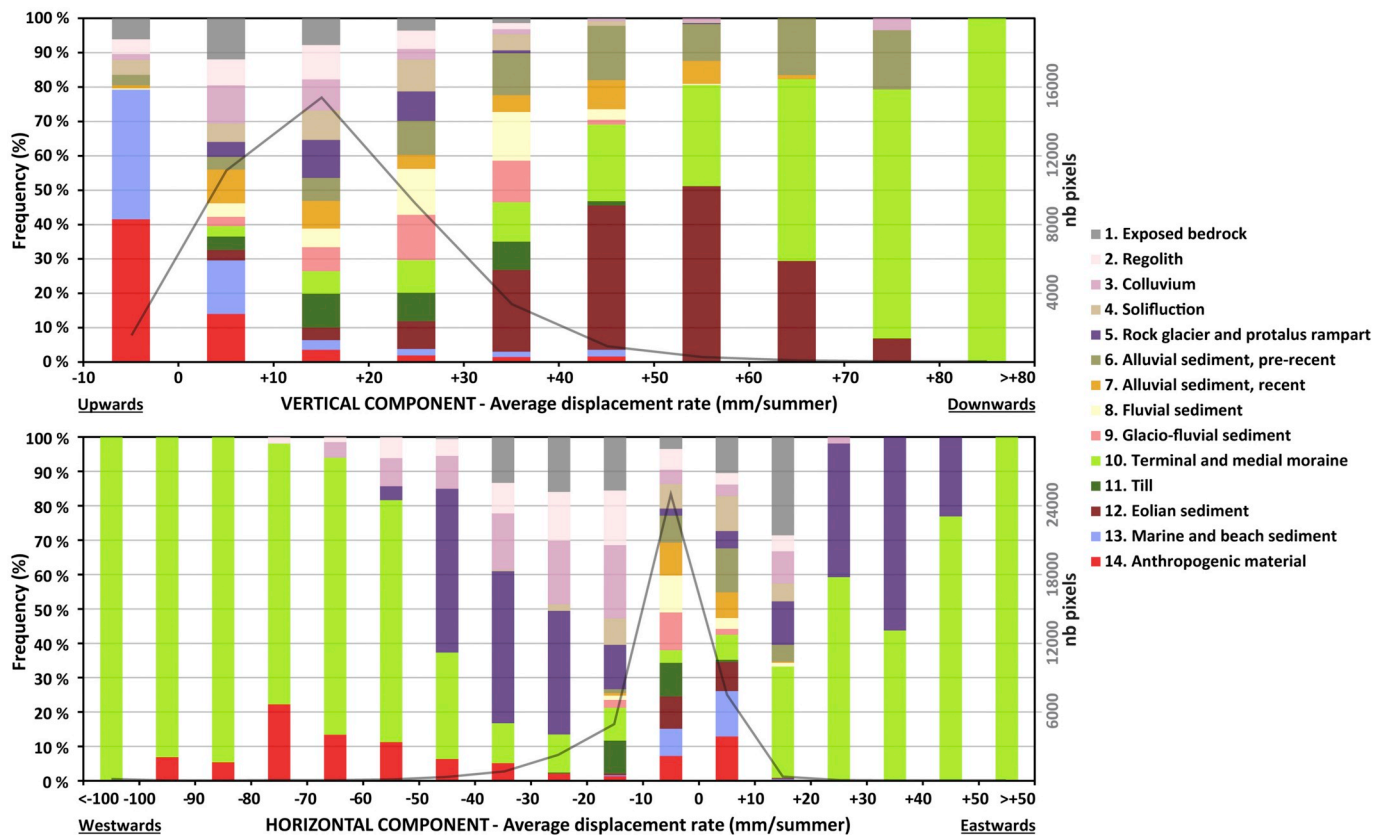 100 %
90 %
80 %
70 %
60 %
50 %
40 %
30 %
20 %
10 %
0 %
Frequency (%)
16000
12000
8000
4000
nb pixels
-10 0 +10 +20 +30 +40 +50 +60 +70 +80 >+80
Upwards VERTICAL COMPONENT - Average displacement rate (mm/summer) Downwards
100 %
90 %
80 %
70 %
60 %
50 %
40 %
30 %
20 %
10 %
0 %
Frequency (%)
24000
18000
12000
6000
nb pixels
<-100 -100 -90 -80 -70 -60 -50 -40 -30 -20 -10 0 +10 +20 +30 +40 +50 >+50
Westwards HORIZONTAL COMPONENT - Average displacement rate (mm/summer) Eastwards
1. Exposed bedrock
2. Regolith
3. Colluvium
4. Solifluction
5. Rock glacier and protalus rampart
6. Alluvial sediment, pre-recent
7. Alluvial sediment, recent
8. Fluvial sediment
9. Glacio-fluvial sediment
10. Terminal and medial moraine
11. Till
12. Eolian sediment
13. Marine and beach sediment
14. Anthropogenic material